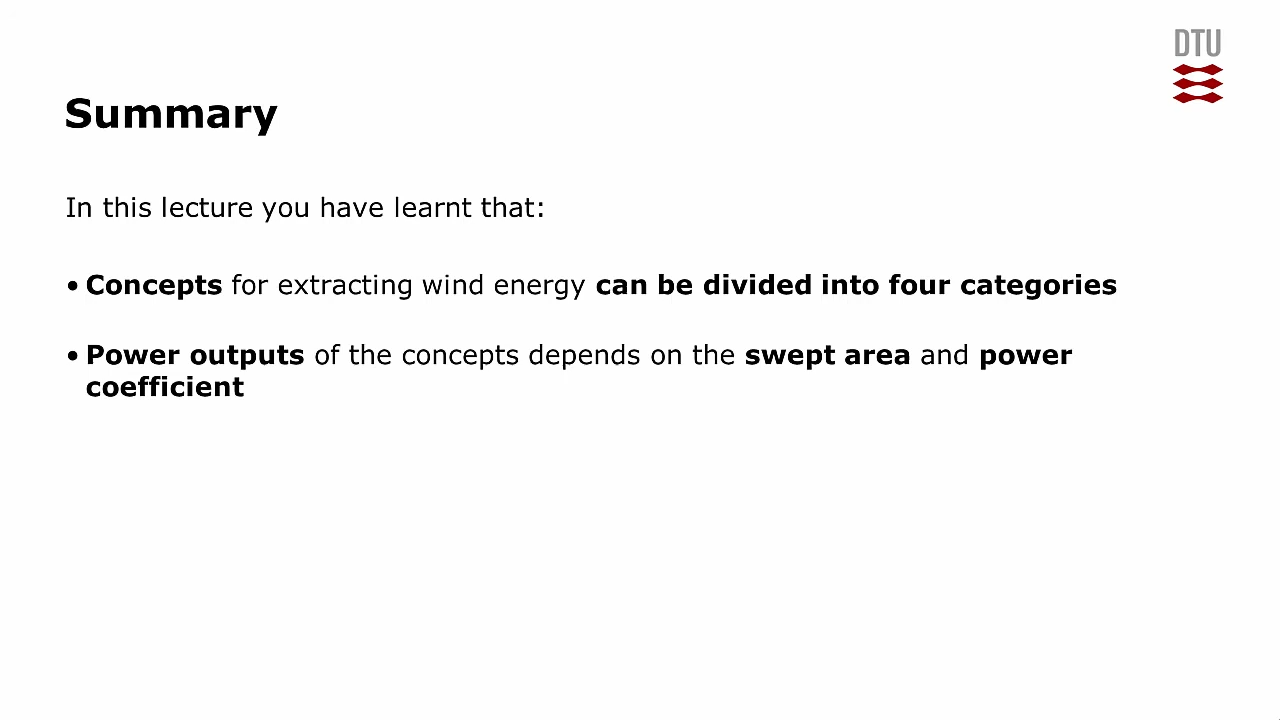 DTU
Summary
In this lecture you have learnt that:
• Concepts for extracting wind energy can be divided into four categories
• Power outputs of the concepts depends on the swept area and power
coefficient